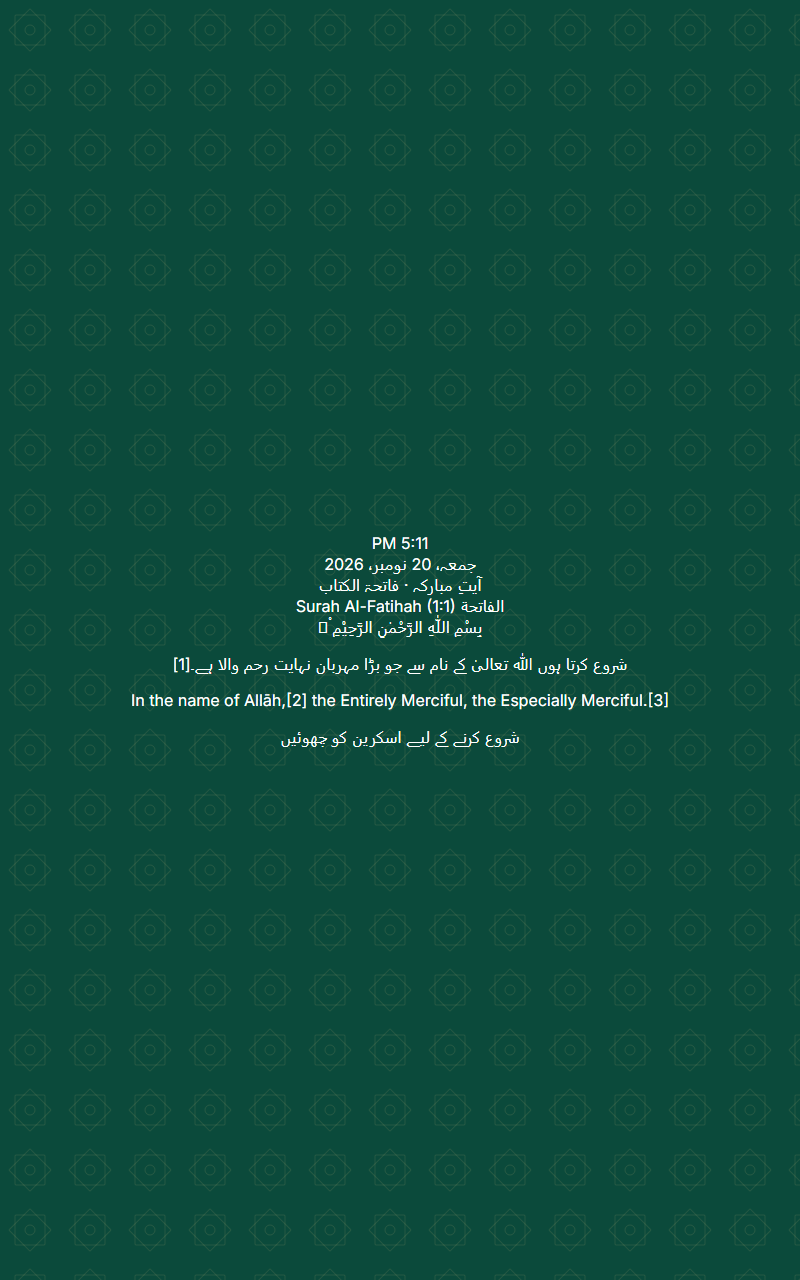 5:11 PM
جمعہ، 20 نومبر، 2026
آیتِ مبارکہ · فاتحۃ الکتاب
الفاتحة Surah Al-Fatihah (1:1)
بِسْمِ اللّٰهِ الرَّحْمٰنِ الرَّحِیْمِ
شروع کرتا ہوں اللہ تعالیٰ کے نام سے جو بڑا مہربان نہایت رحم والا ہے۔[1]
In the name of Allāh,[2] the Entirely Merciful, the Especially Merciful.[3]
شروع کرنے کے لیے اسکرین کو چھوئیں